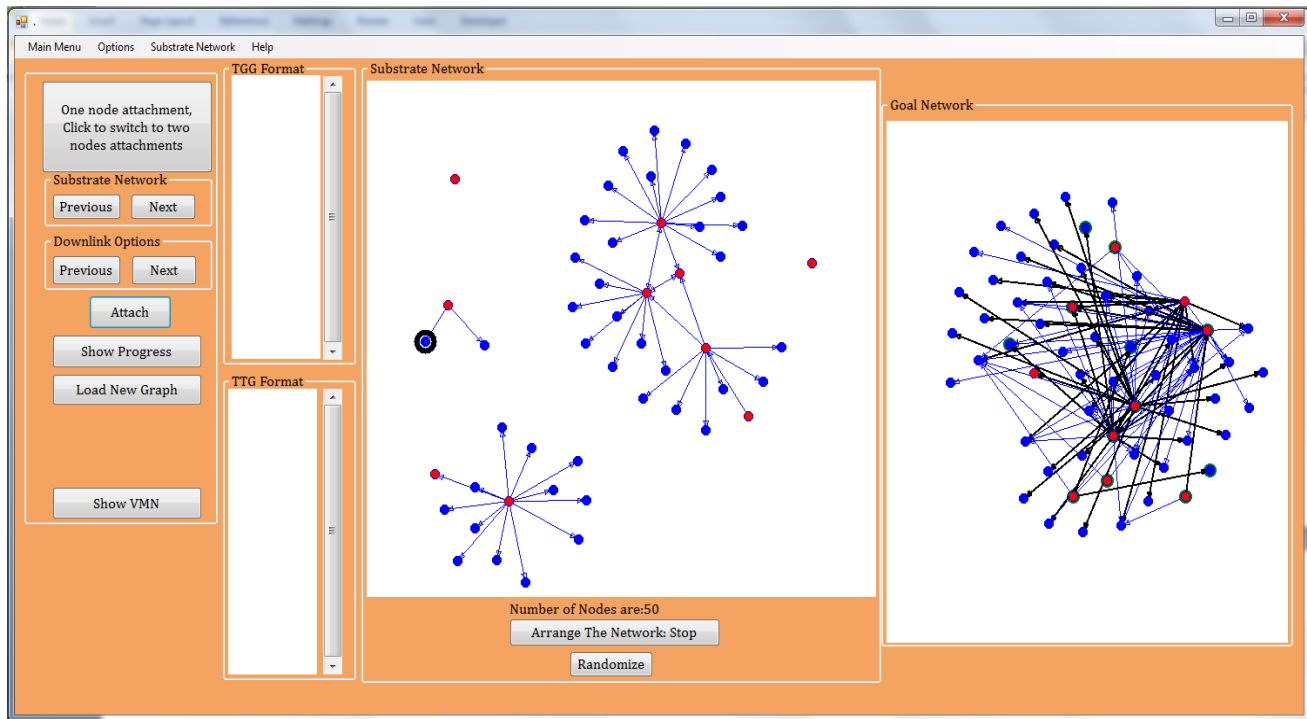 Main Menu Options Substrate Network Help
One node attachment,
Click to switch to two
nodes attachments
Substrate Network
Previous Next
Downlink Options
Previous Next
Attach
Show Progress
Load New Graph
Show VMN
TGG Format
TTG Format
Substrate Network
Number of Nodes are:50
Arrange The Network: Stop
Randomize
Goal Network